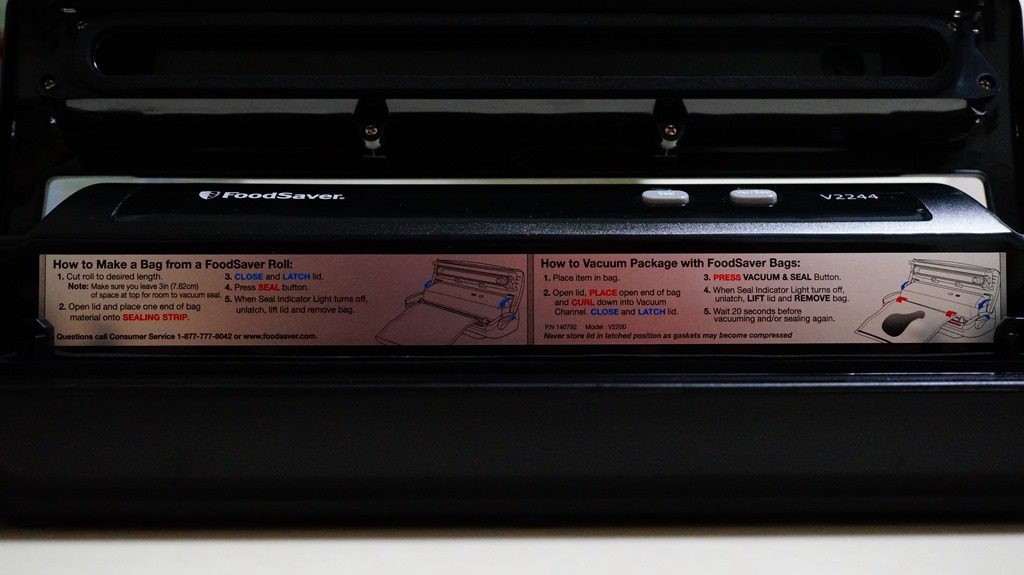 FoodSaver
Seal
V2244
How to Make a Bag from a FoodSaver Roll:
1. Cut roll to desired length.
Note: Make sure you leave 3in (7.62cm)
of space at top for room to vacuum seal.
2. Open lid and place one end of bag
material onto SEALING STRIP.
3. CLOSE and LATCH lid.
4. Press SEAL button.
5. When Seal Indicator Light turns off,
unlatch, lift lid and remove bag.
Questions call Consumer Service 1-877-777-8042 or www.foodsaver.com.
How to Vacuum Package with FoodSaver Bags:
1. Place item in bag.
2. Open lid, PLACE open end of bag
and CURL down into Vacuum
Channel. CLOSE and LATCH lid.
3. PRESS VACUUM & SEAL Button.
4. When Seal Indicator Light turns off,
unlatch, LIFT lid and REMOVE bag.
5. Wait 20 seconds before
vacuuming and/or sealing again.
P.N 140792 Model : V2200
Never store lid in latched position as gaskets may become compressed